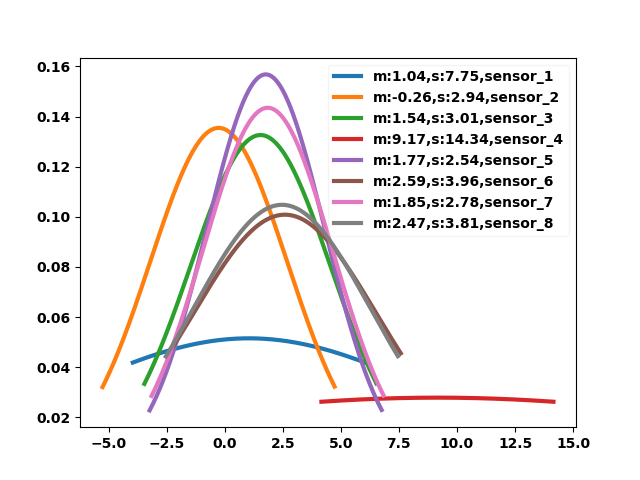 0.16
0.14
0.12
0.10
0.08
0.06
0.04
0.02
m:1.04,s:7.75,sensor_1
m:-0.26,s:2.94,sensor_2
m:1.54,s:3.01,sensor_3
m:9.17,s:14.34,sensor_4
m:1.77,s:2.54,sensor_5
m:2.59,s:3.96,sensor_6
m:1.85,s:2.78,sensor_7
m:2.47,s:3.81,sensor_8
−5.0 −2.5 0.0 2.5 5.0 7.5 10.0 12.5 15.0